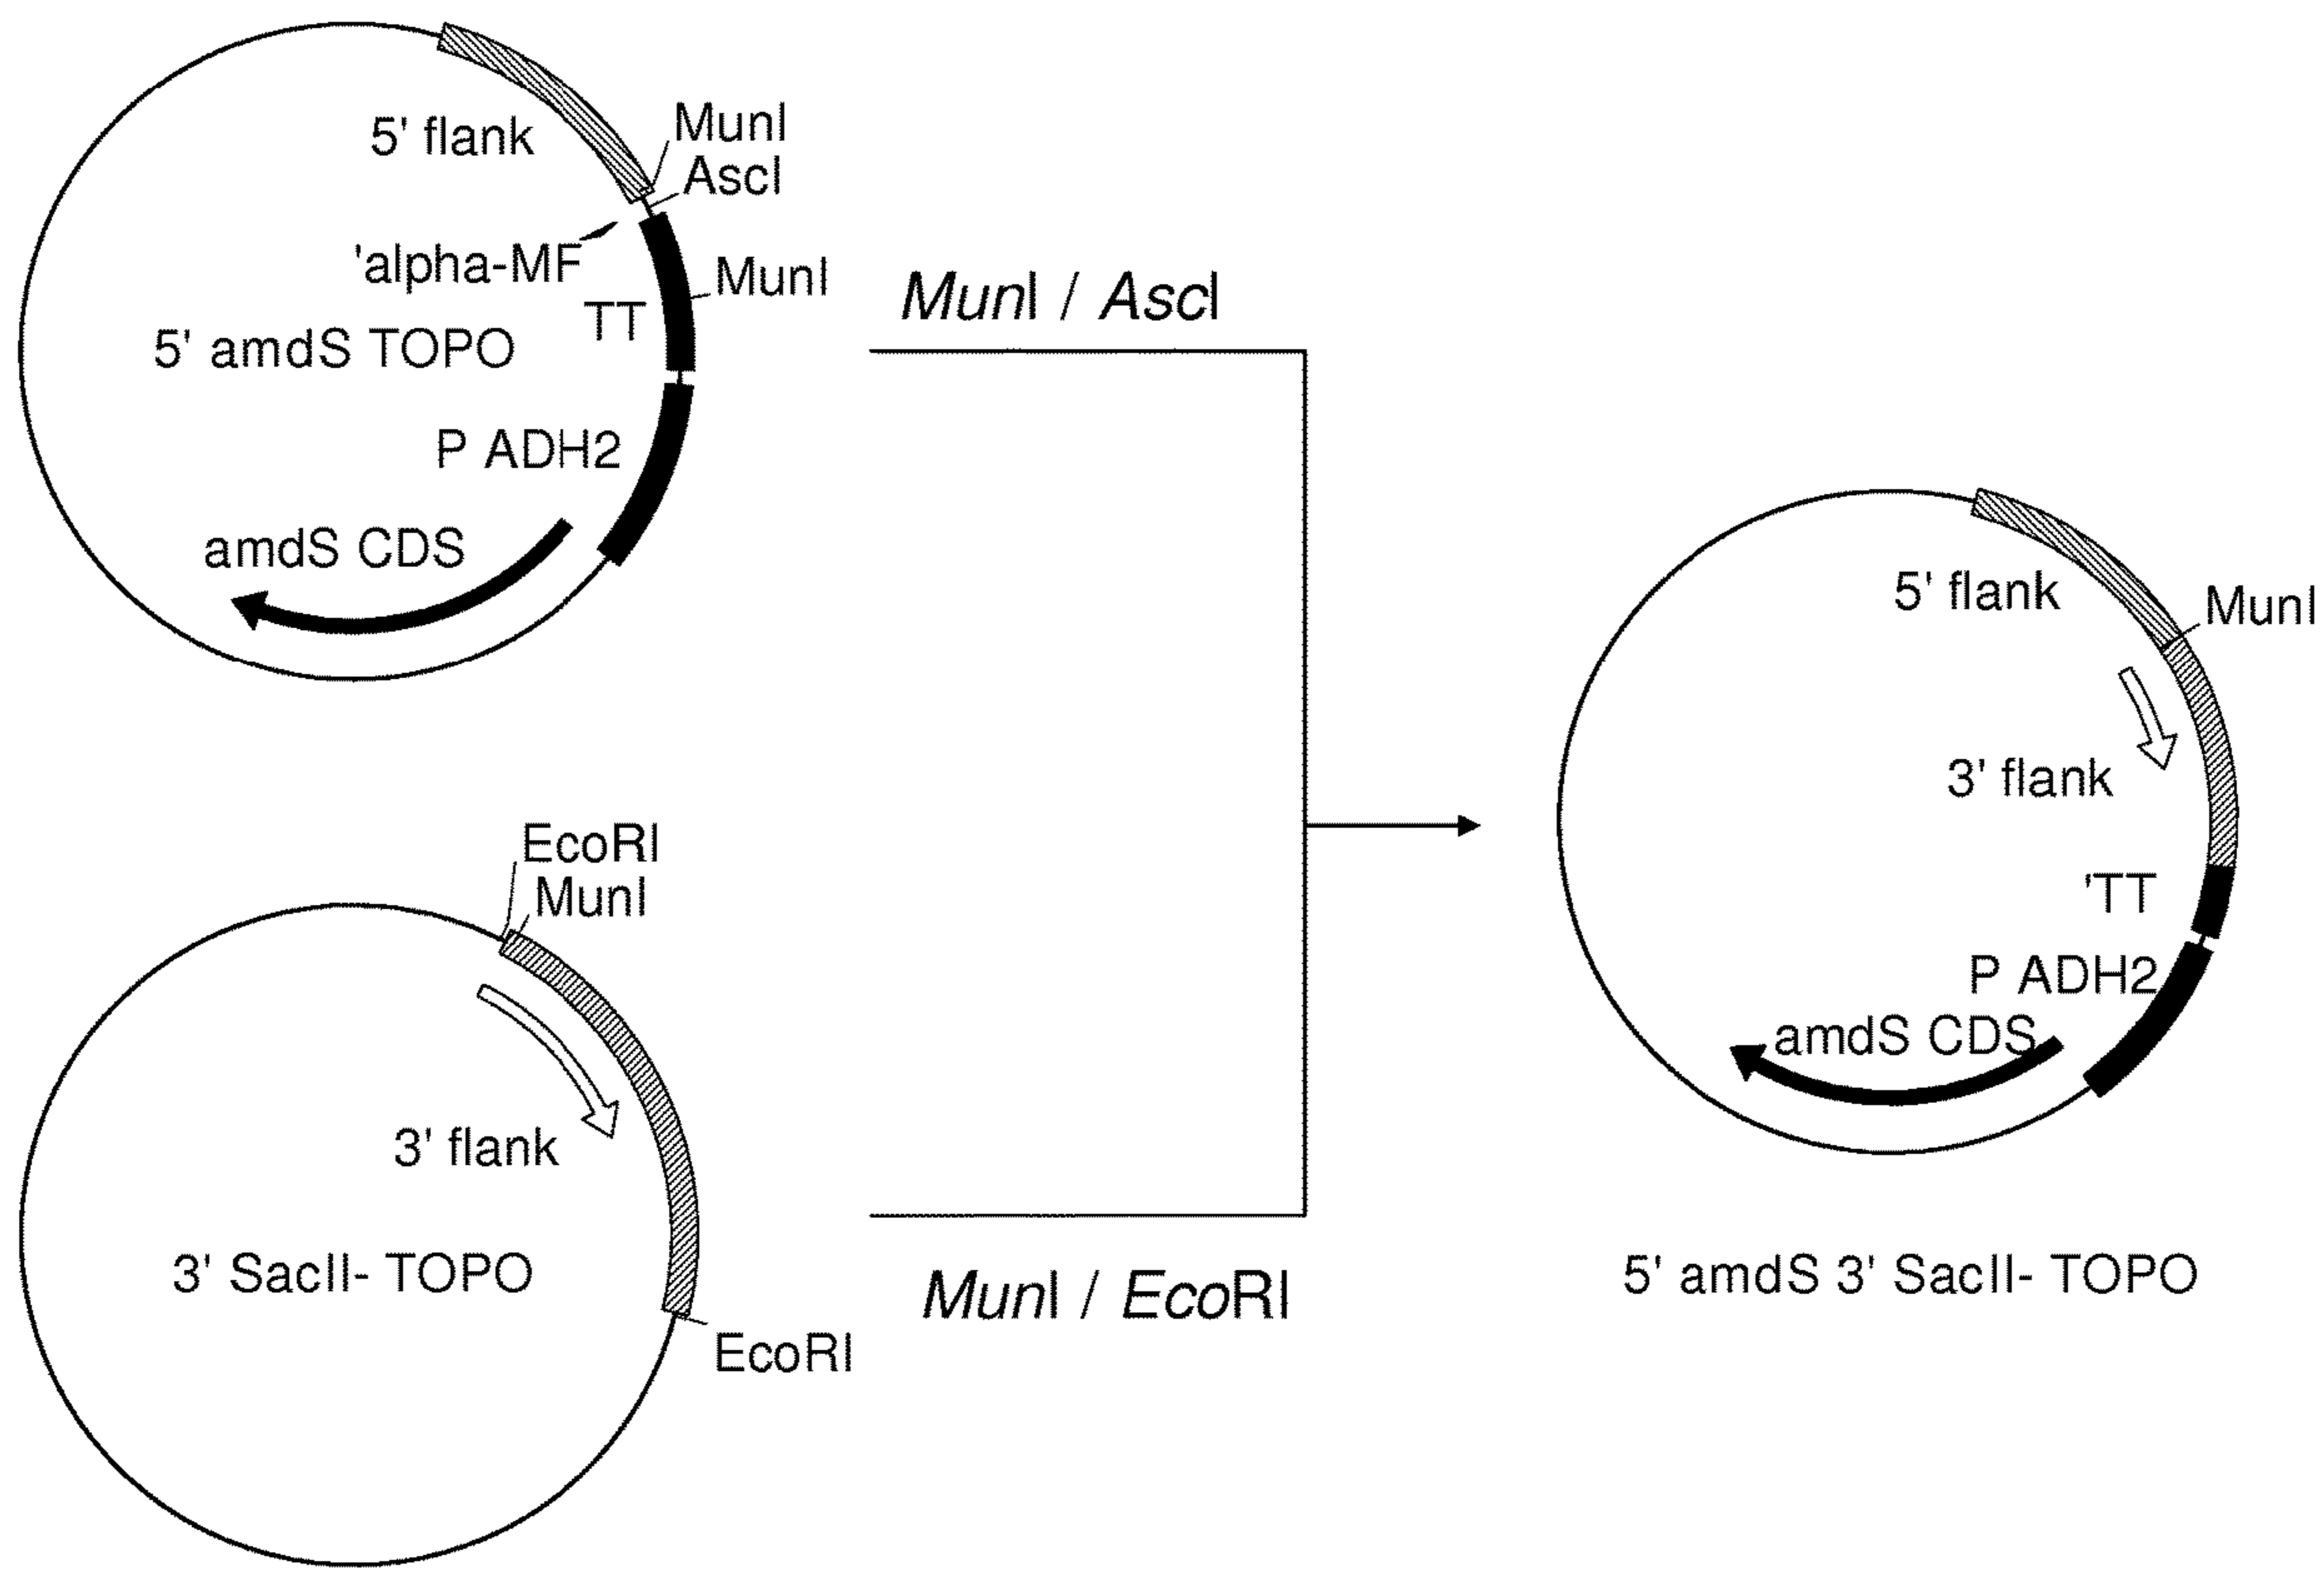 5' flank
MunI
AscI
'alpha-MF
MunI
TT
5' amdS TOPO
P ADH2
amdS CDS
MunI / AscI
EcoRI
MunI
3' flank
3' SacII- TOPO
EcoRI
MunI / EcoRI
5' flank
MunI
3' flank
'TT
P ADH2
amdS CDS
5' amdS 3' SacII- TOPO